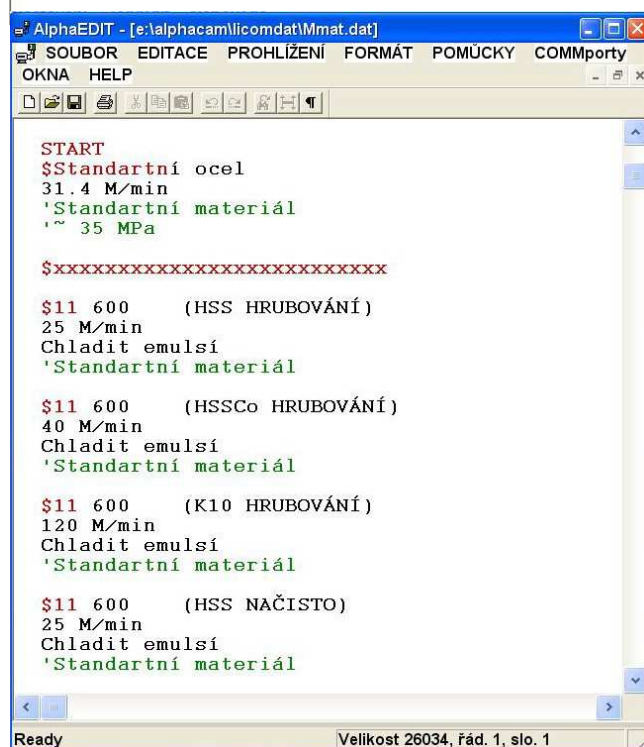 AlphaEDIT - [e:\alphacam\licomdat\Mmat.dat]
SOUBOR EDITACE PROHLÍŽENÍ FORMÁT POMŮCKY COMMporty
OKNA HELP
START
$Standartní ocel
31.4 M/min
'Standartní materiál
'~ 35 MPa
$xxxxxxxxxxxxxxxxxxxxxxxxxx
$11 600 (HSS HRUBOVÁNÍ)
25 M/min
Chladit emulsí
'Standartní materiál
$11 600 (HSSCo HRUBOVÁNÍ)
40 M/min
Chladit emulsí
'Standartní materiál
$11 600 (K10 HRUBOVÁNÍ)
120 M/min
Chladit emulsí
'Standartní materiál
$11 600 (HSS NAČISTO)
25 M/min
Chladit emulsí
'Standartní materiál
Ready Velikost 26034, řád. 1, slo. 1